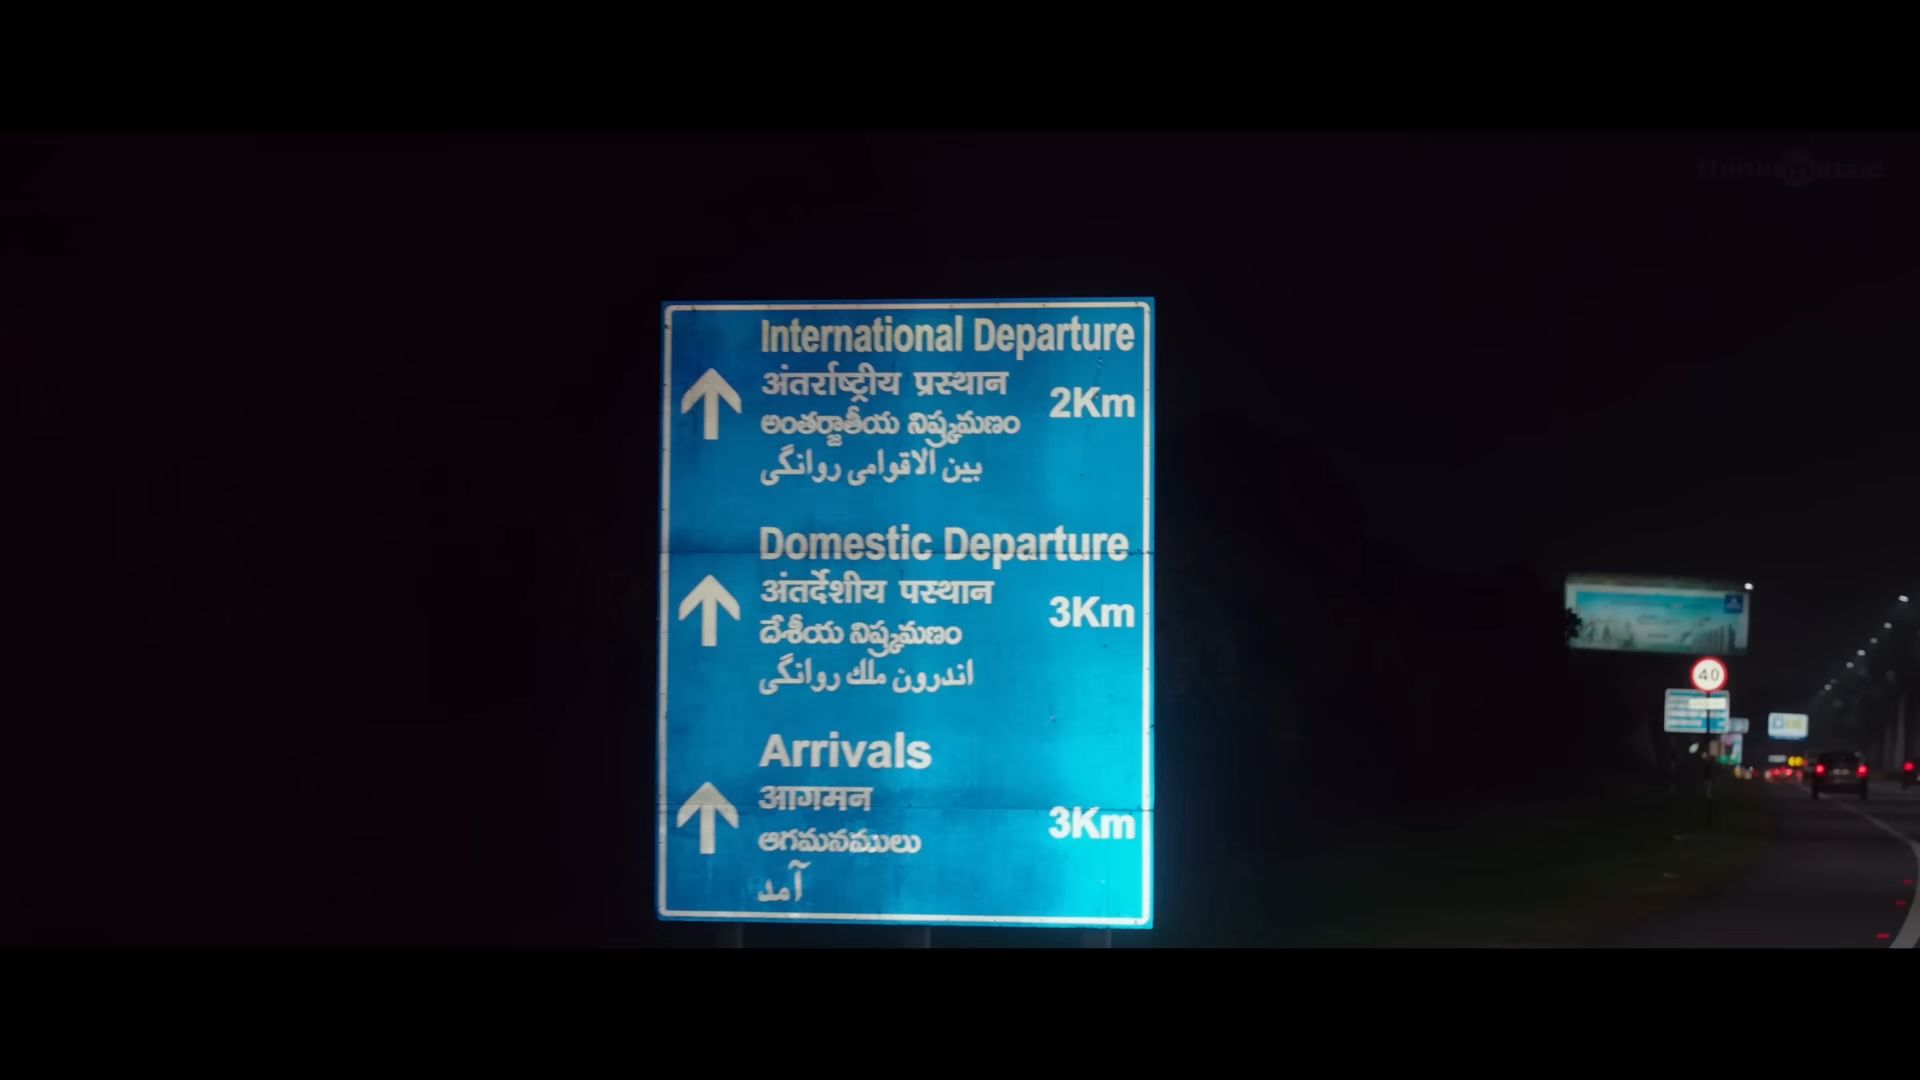 International Departure
अंतर्राष्ट्रीय प्रस्थान
2Km
అంతర్జాతీయ నిష్క్రమణం
بین الاقوامی روانگی
Domestic Departure
अंतर्देशीय पस्थान
3Km
దేశీయ నిష్క్రమణం
اندرون ملك روانگی
Arrivals
आगमन
3Km
ఆగమనములు
آمد
40